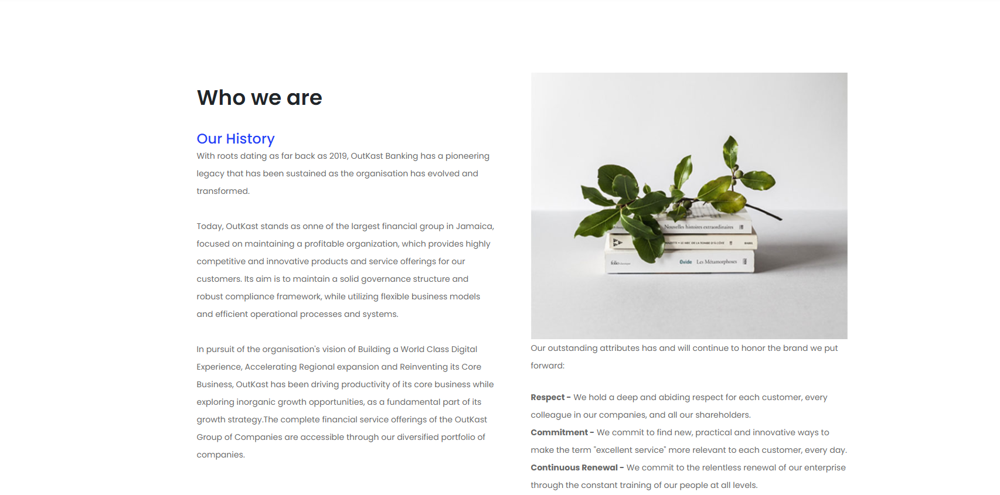 Who we are
Our History
With roots dating as far back as 2019, OutKast Banking has a pioneering
legacy that has been sustained as the organisation has evolved and
transformed.
Today, OutKast stands as onne of the largest financial group in Jamaica,
focused on maintaining a profitable organization, which provides highly
competitive and innovative products and service offerings for our
customers. Its aim is to maintain a solid governance structure and
robust compliance framework, while utilizing flexible business models
and efficient operational processes and systems.
In pursuit of the organisation's vision of Building a World Class Digital
Experience, Accelerating Regional expansion and Reinventing its Core
Business, OutKast has been driving productivity of its core business while
exploring inorganic growth opportunities, as a fundamental part of its
growth strategy.The complete financial service offerings of the OutKast
Group of Companies are accessible through our diversified portfolio of
companies.
Nouvelles histoires extraordinaires
LE MEC DE LA TOMBE D'À CÔTÉ BABEL
folio Ovide Les Métamorphoses
Our outstanding attributes has and will continue to honor the brand we put
forward:
Respect - We hold a deep and abiding respect for each customer, every
colleague in our companies, and all our shareholders.
Commitment - We commit to find new, practical and innovative ways to
make the term "excellent service" more relevant to each customer, every day.
Continuous Renewal - We commit to the relentless renewal of our enterprise
through the constant training of our people at all levels.